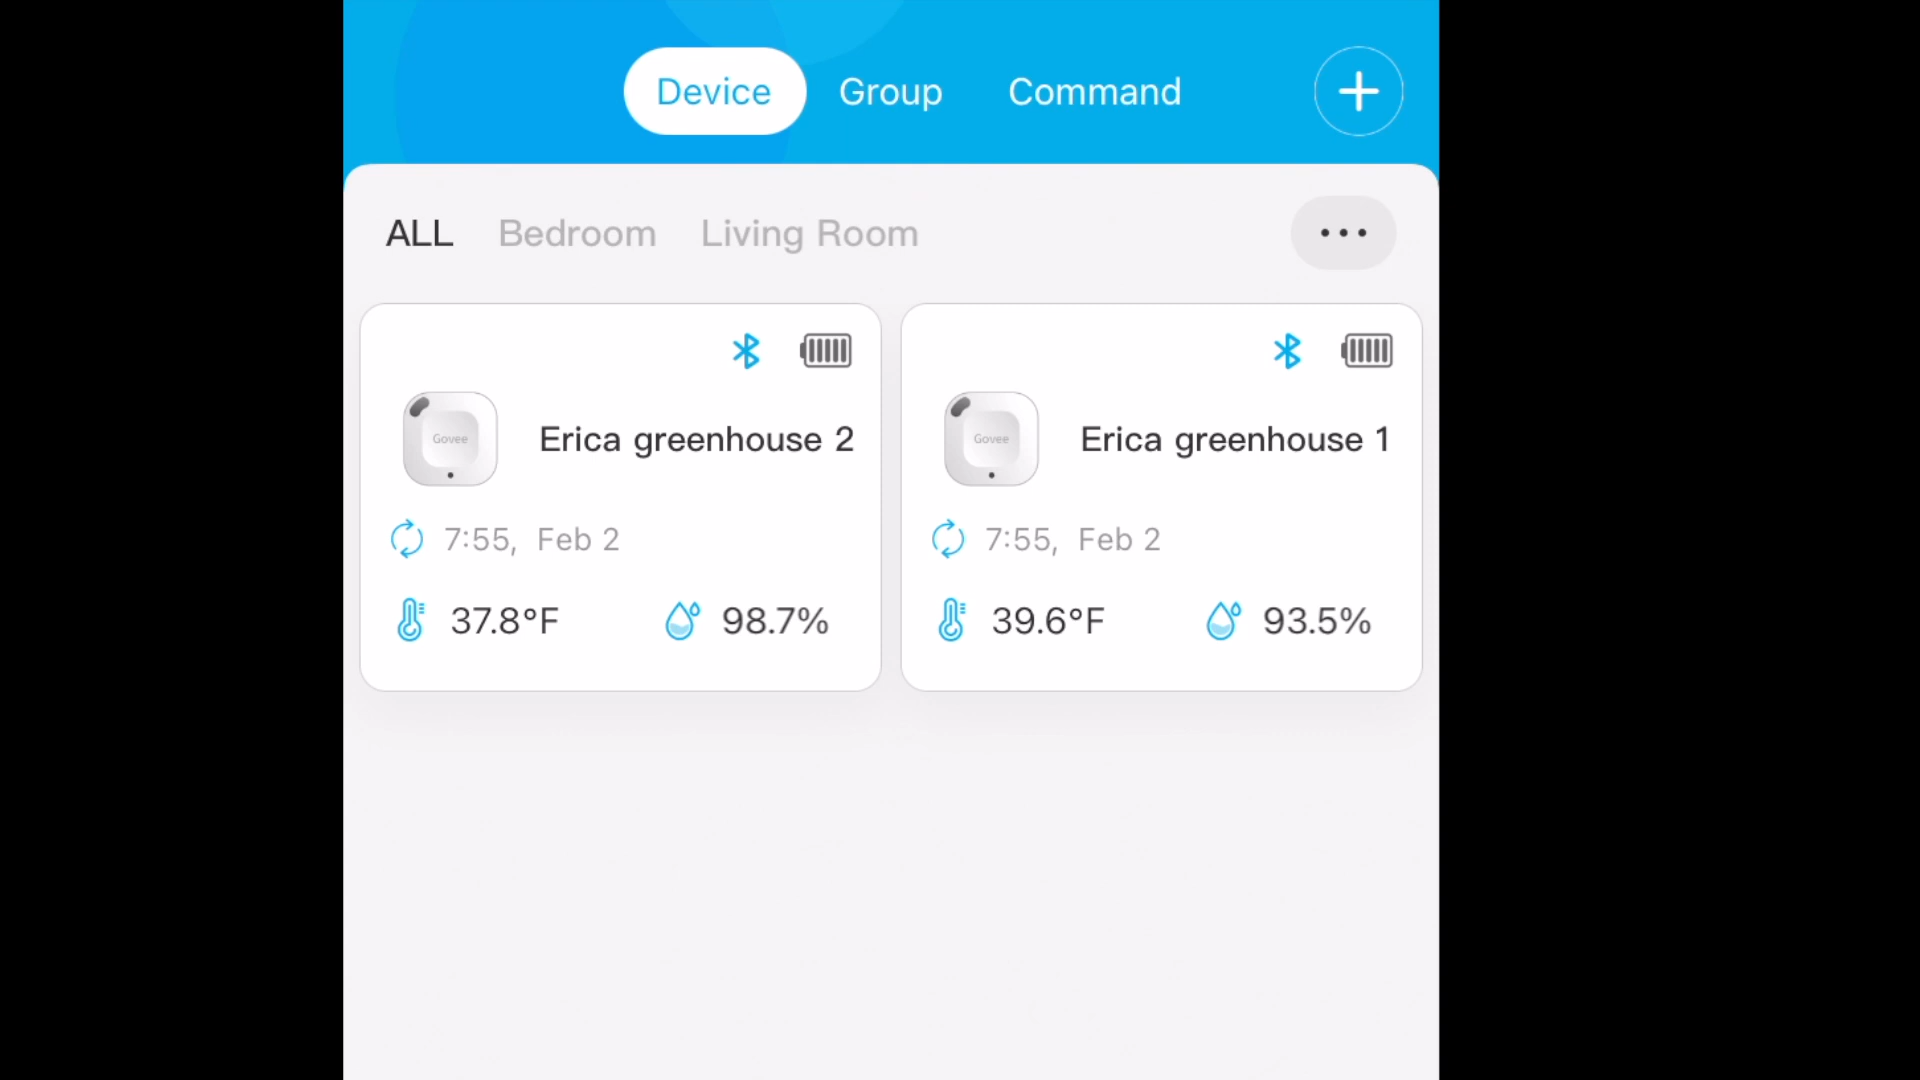 Device Group Command
ALL Bedroom Living Room
Govee
Erica greenhouse 2
7:55, Feb 2
37.8°F 98.7%
Govee
Erica greenhouse 1
7:55, Feb 2
39.6°F 93.5%